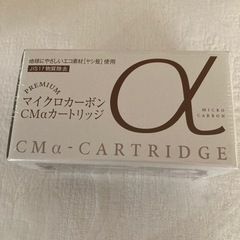 地球にやさしいエコ素材【ヤシ殻】使用
JIS17物質除去
PREMIUM
マイクロカーボン
CMαカートリッジ
α
MICRO
CARBON
CMα-CARTRIDGE